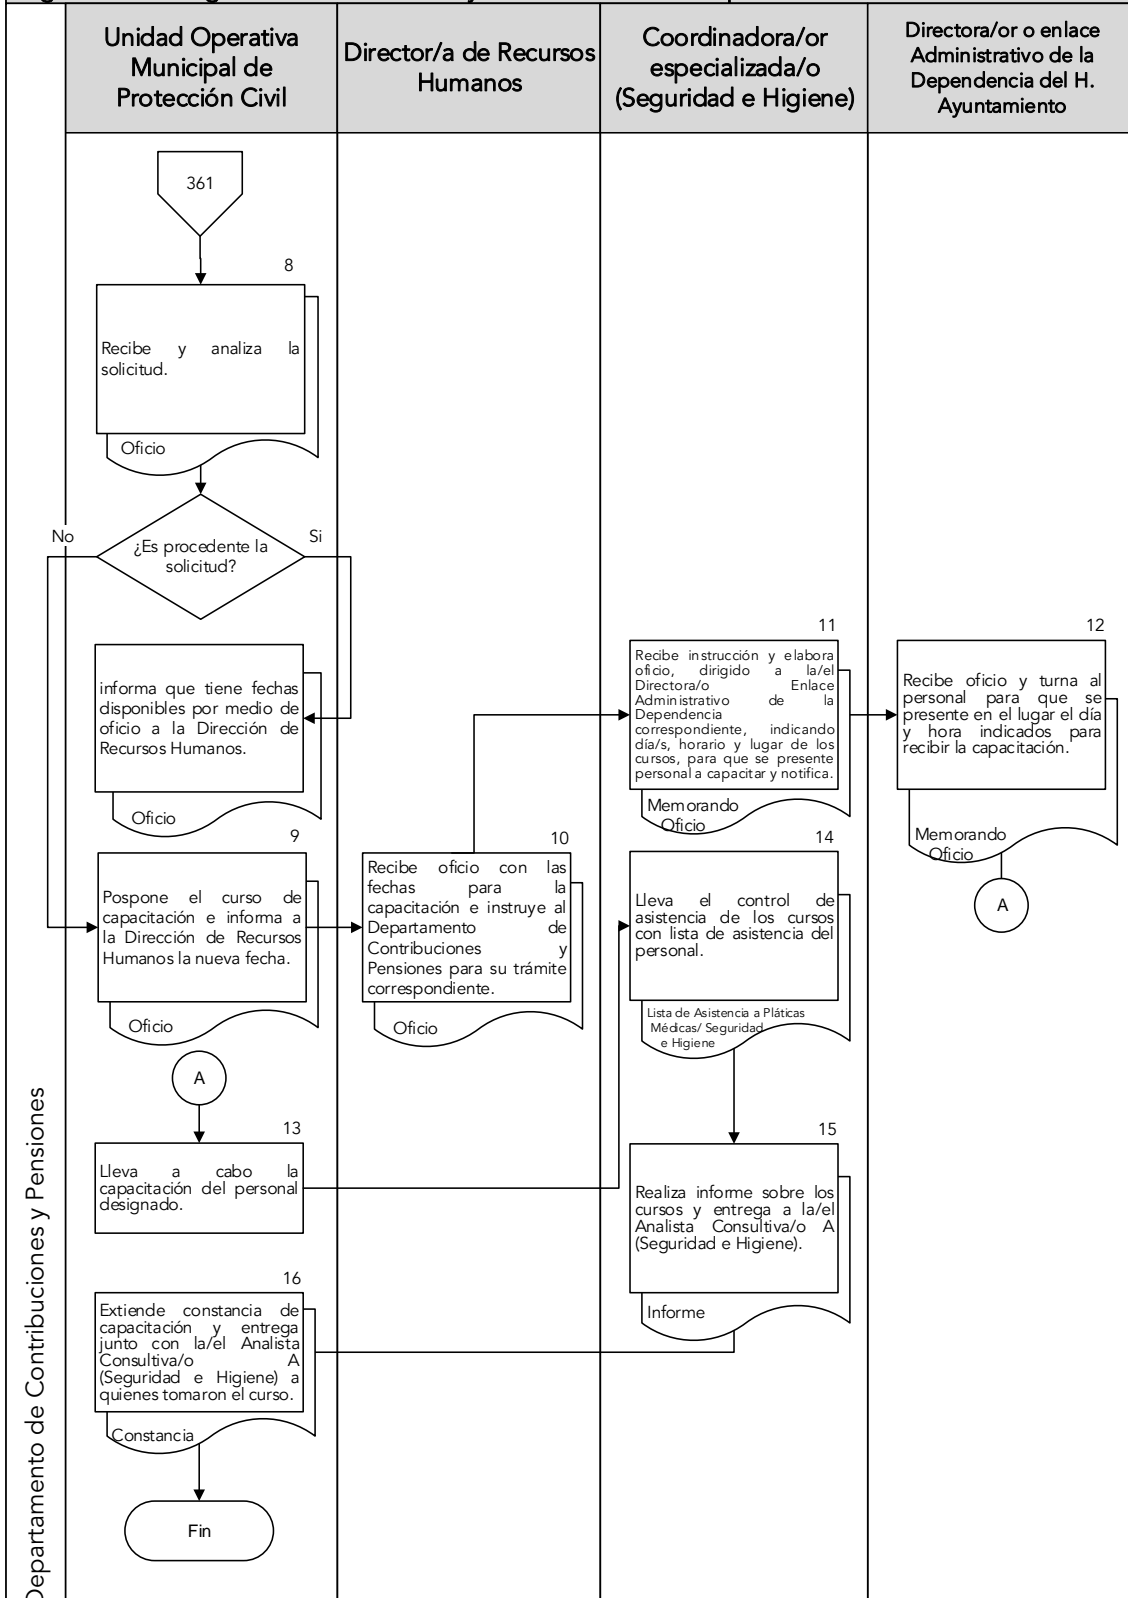 Unidad Operativa
Municipal de
Protección Civil
Director/a de Recursos
Humanos
Coordinadora/or
especializada/o
(Seguridad e Higiene)
Directora/or o enlace
Administrativo de la
Dependencia del H.
Ayuntamiento
361
8
Recibe y analiza la
solicitud.
Oficio
No
¿Es procedente la
solicitud?
Si
informa que tiene fechas
disponibles por medio de
oficio a la Dirección de
Recursos Humanos.
Oficio
9
Pospone el curso de
capacitación e informa a
la Dirección de Recursos
Humanos la nueva fecha.
Oficio
10
Recibe oficio con las
fechas para la
capacitación e instruye al
Departamento de
Contribuciones y
Pensiones para su trámite
correspondiente.
Oficio
11
Recibe instrucción y elabora
oficio, dirigido a la/el
Directora/o Enlace
Administrativo de la
Dependencia
correspondiente, indicando
día/s, horario y lugar de los
cursos, para que se presente
personal a capacitar y notifica.
Memorando
Oficio
12
Recibe oficio y turna al
personal para que se
presente en el lugar el día
y hora indicados para
recibir la capacitación.
Memorando
Oficio
A
A
13
Lleva a cabo la
capacitación del personal
designado.
14
Lleva el control de
asistencia de los cursos
con lista de asistencia del
personal.
Lista de Asistencia a Pláticas
Médicas/ Seguridad
e Higiene
15
Realiza informe sobre los
cursos y entrega a la/el
Analista Consultiva/o A
(Seguridad e Higiene).
Informe
16
Extiende constancia de
capacitación y entrega
junto con la/el Analista
Consultiva/o A
(Seguridad e Higiene) a
quienes tomaron el curso.
Constancia
Fin
Departamento de Contribuciones y Pensiones